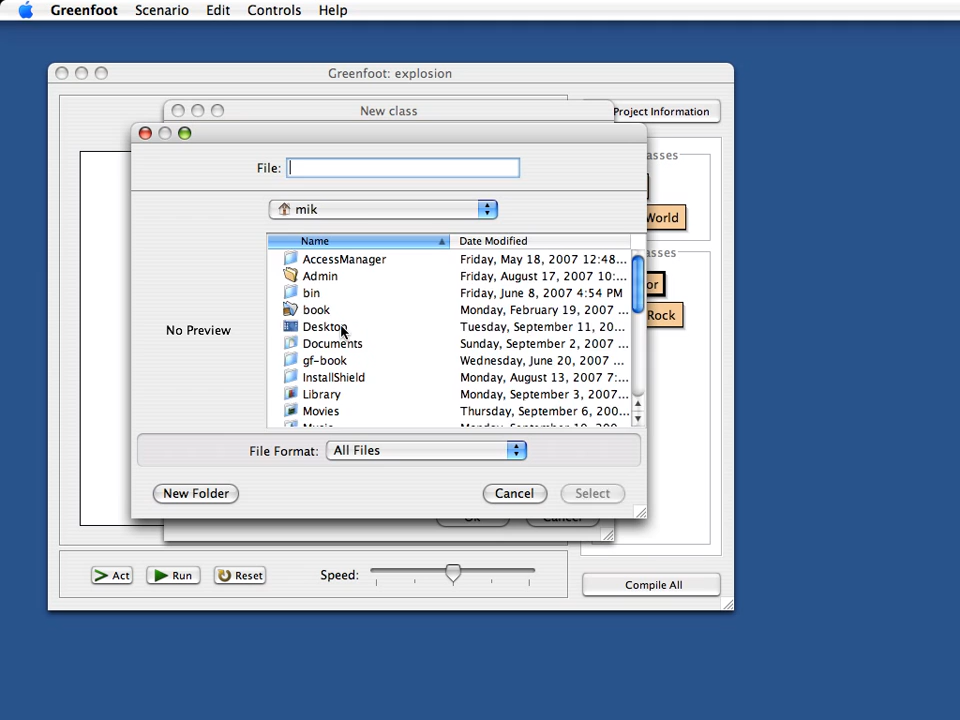 Greenfoot Scenario Edit Controls Help
Greenfoot: explosion
New class
Project Information
File:
mik
Name Date Modified
AccessManager Friday, May 18, 2007 12:48...
Admin Friday, August 17, 2007 10:...
bin Friday, June 8, 2007 4:54 PM
book Monday, February 19, 2007 ...
Desktop Tuesday, September 11, 20...
Documents Sunday, September 2, 2007 ...
gf-book Wednesday, June 20, 2007 ...
InstallShield Monday, August 13, 2007 7:...
Library Monday, September 3, 2007...
Movies Thursday, September 6, 200...
No Preview
asses
World
asses
or
Rock
File Format: All Files
New Folder Cancel Select
Act Run Reset Speed: Compile All